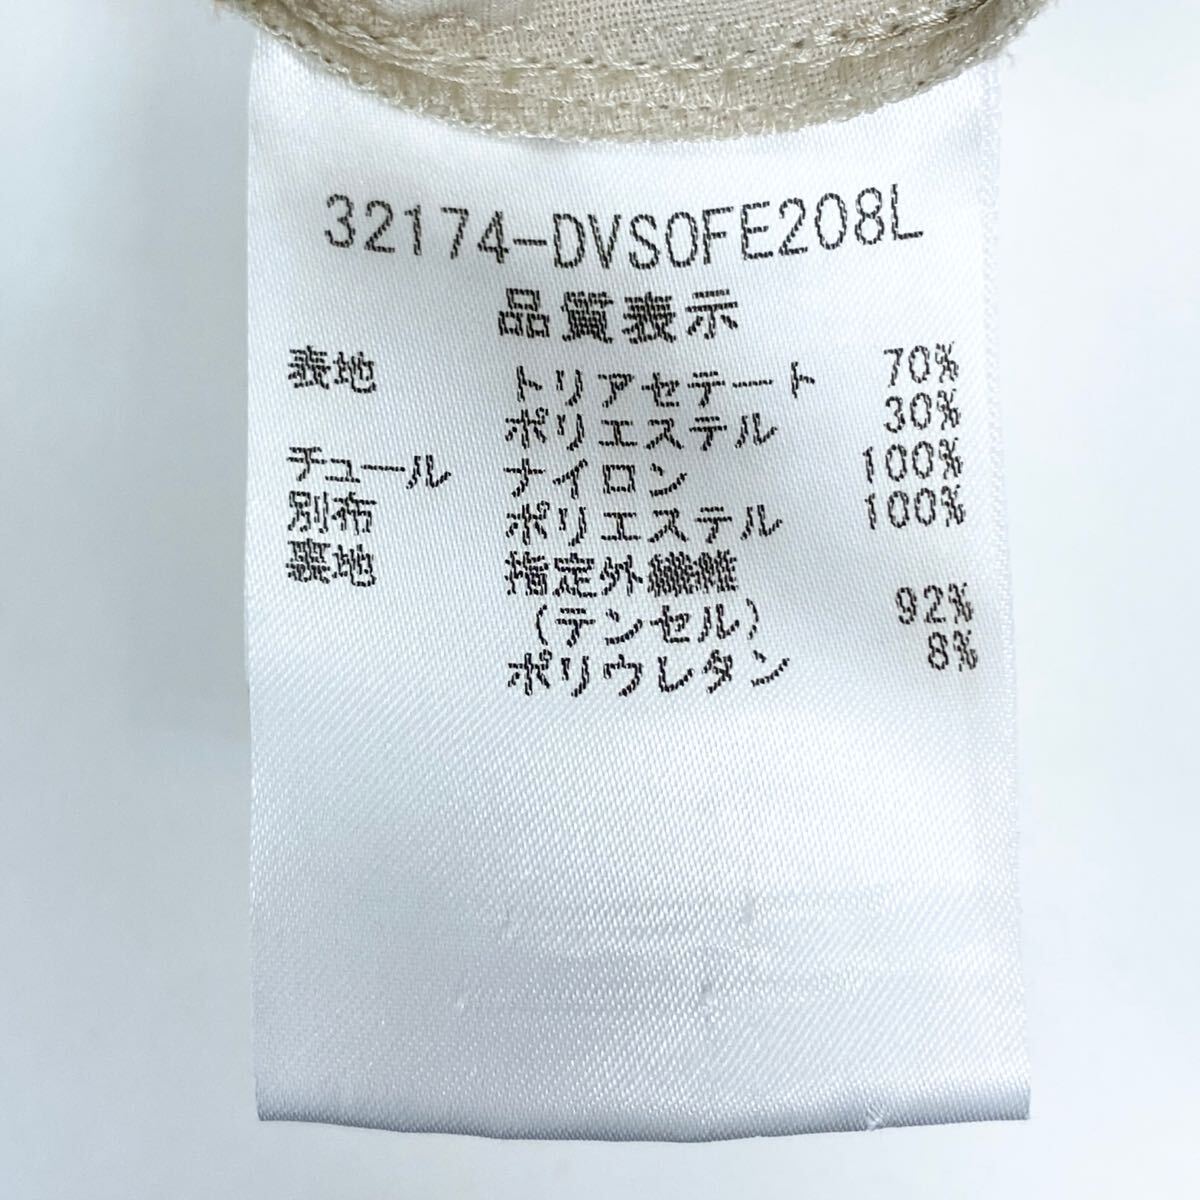 32174-DVSOFE208L
品質表示
表地 トリアセテート 70%
ポリエステル 30%
チュール ナイロン 100%
別布 ポリエステル 100%
裏地 指定外繊維
(テンセル) 92%
ポリウレタン 8%